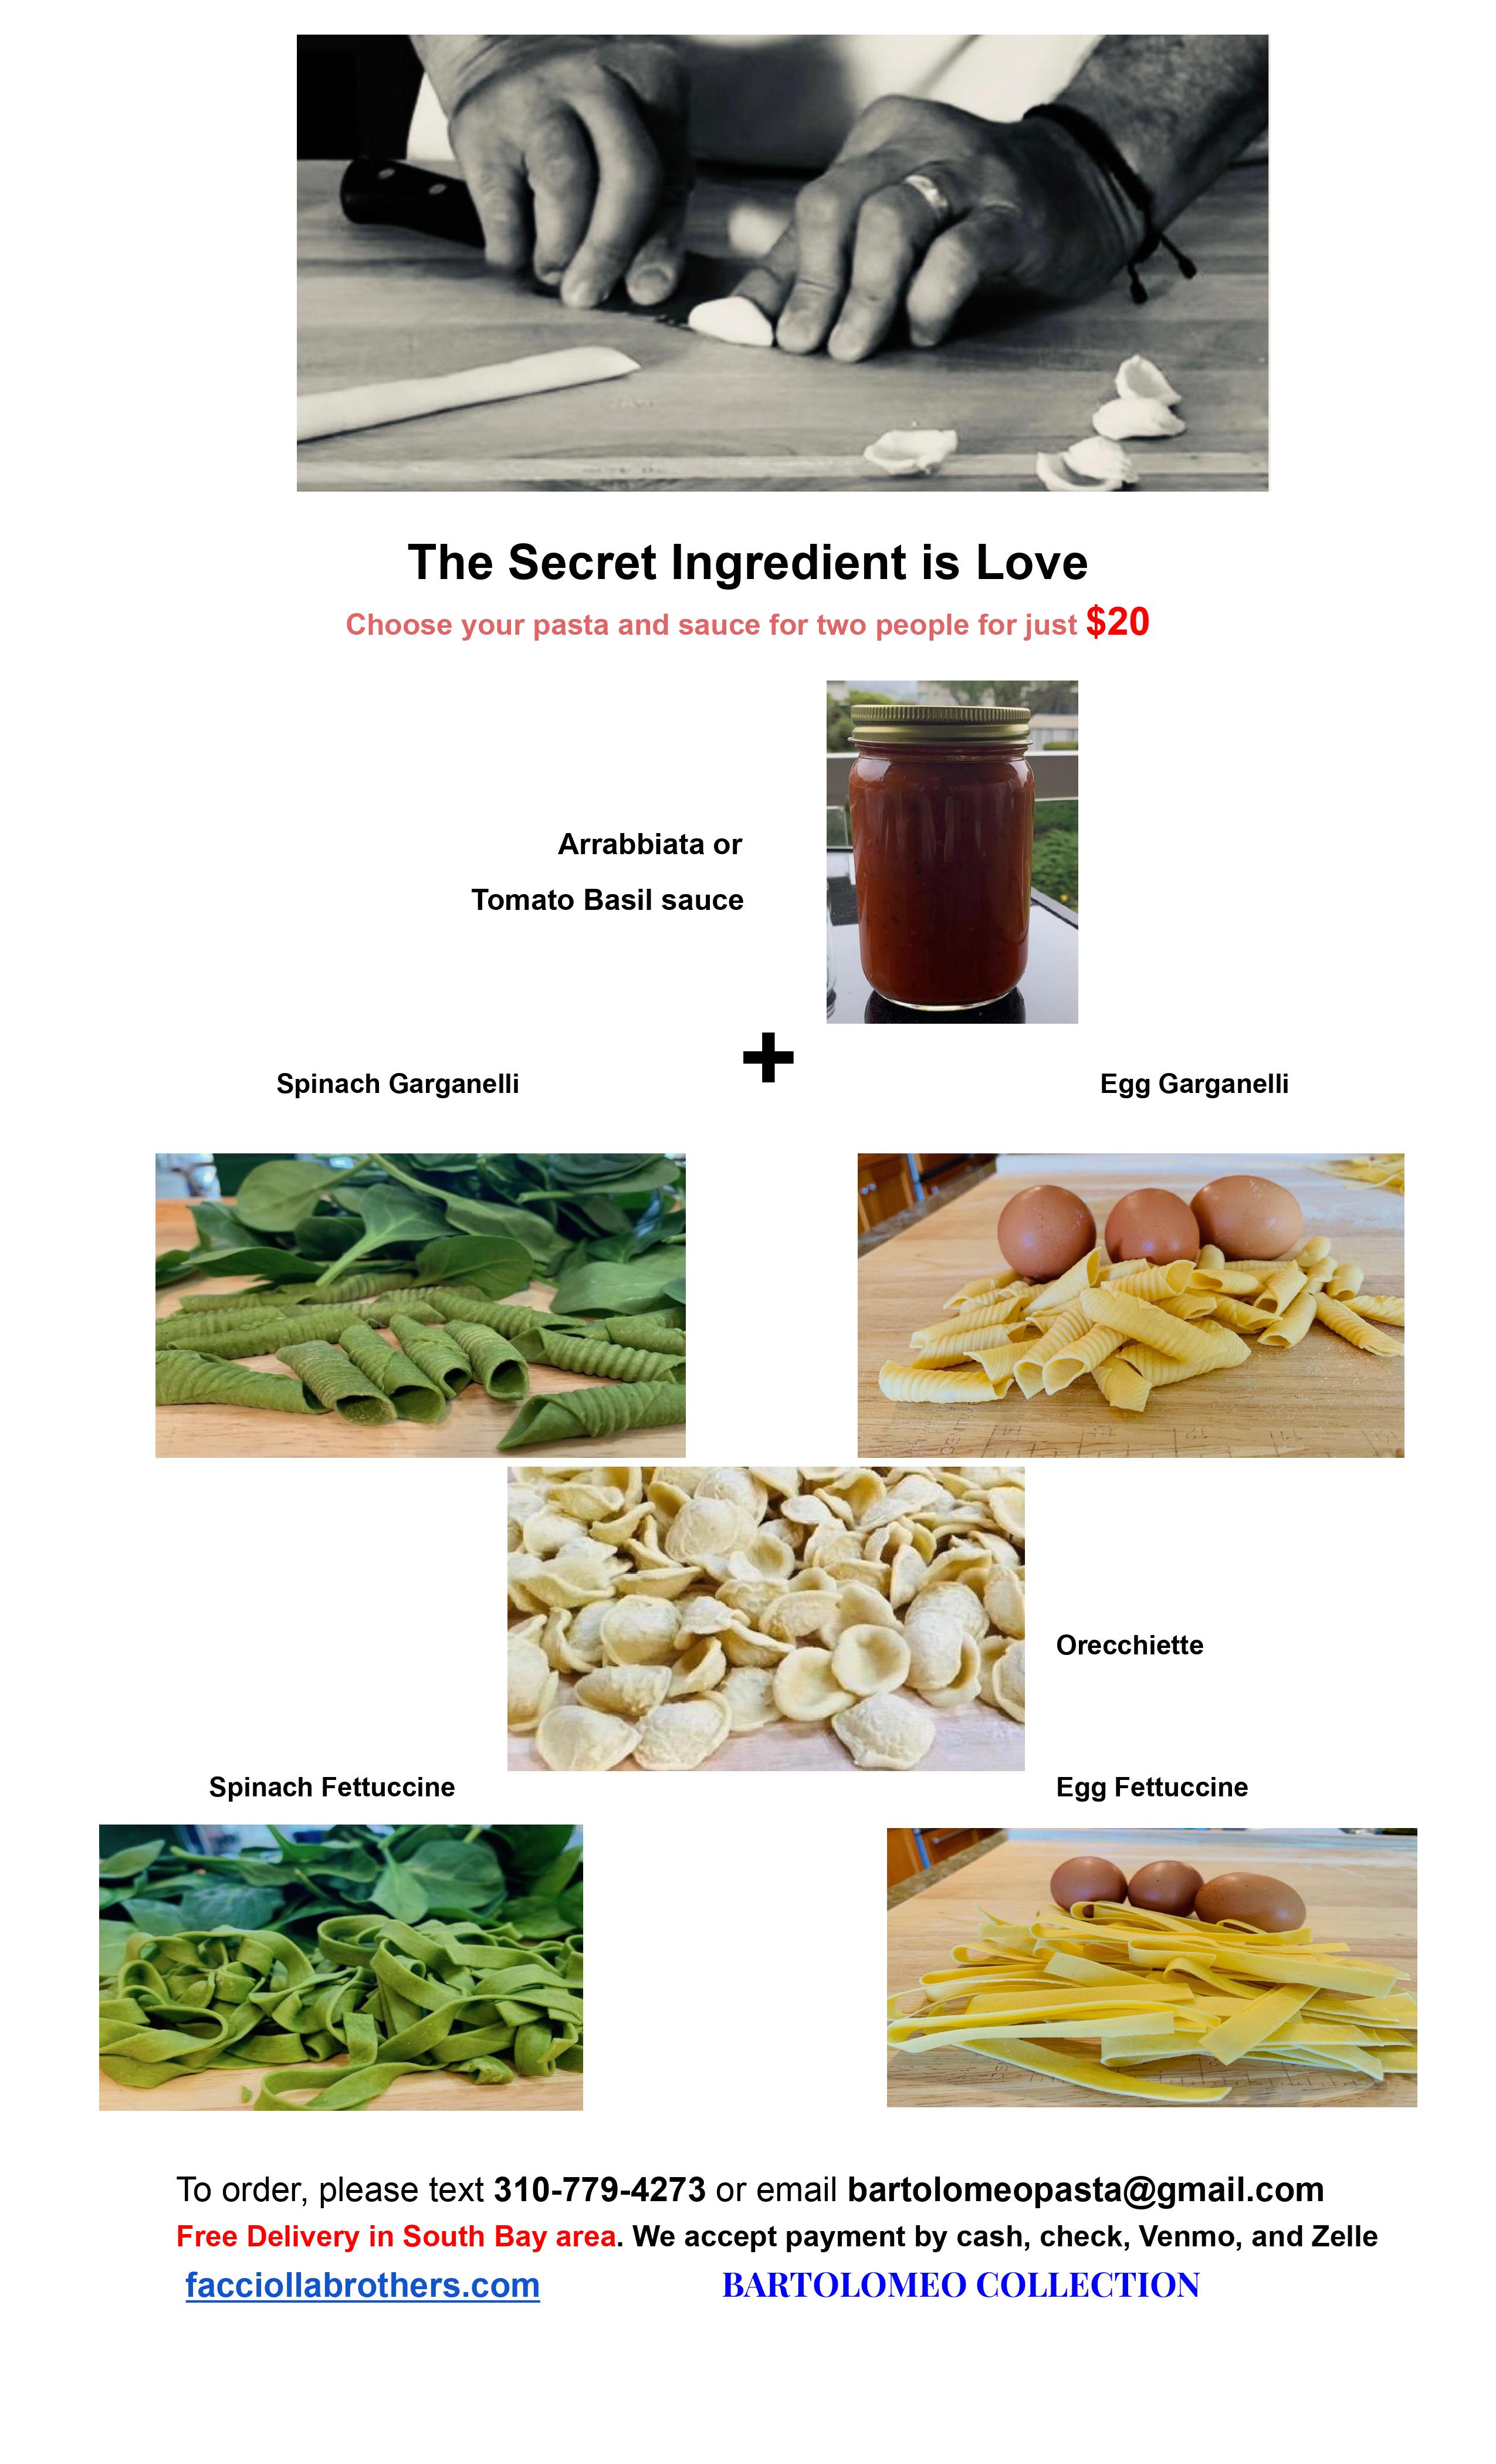 The Secret Ingredient is Love
Choose your pasta and sauce for two people for just $20
Arrabbiata or
Tomato Basil sauce
+
Spinach Garganelli
Egg Garganelli
Orecchiette
Spinach Fettuccine
Egg Fettuccine
To order, please text 310-779-4273 or email bartolomeopasta@gmail.com
Free Delivery in South Bay area. We accept payment by cash, check, Venmo, and Zelle
facciollabrothers.com
BARTOLOMEO COLLECTION